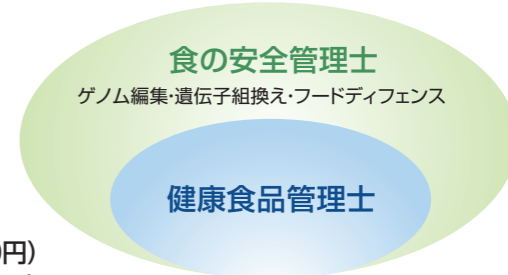 食の安全管理士
ゲノム編集・遺伝子組換え・フードディフェンス
健康食品管理士
円）